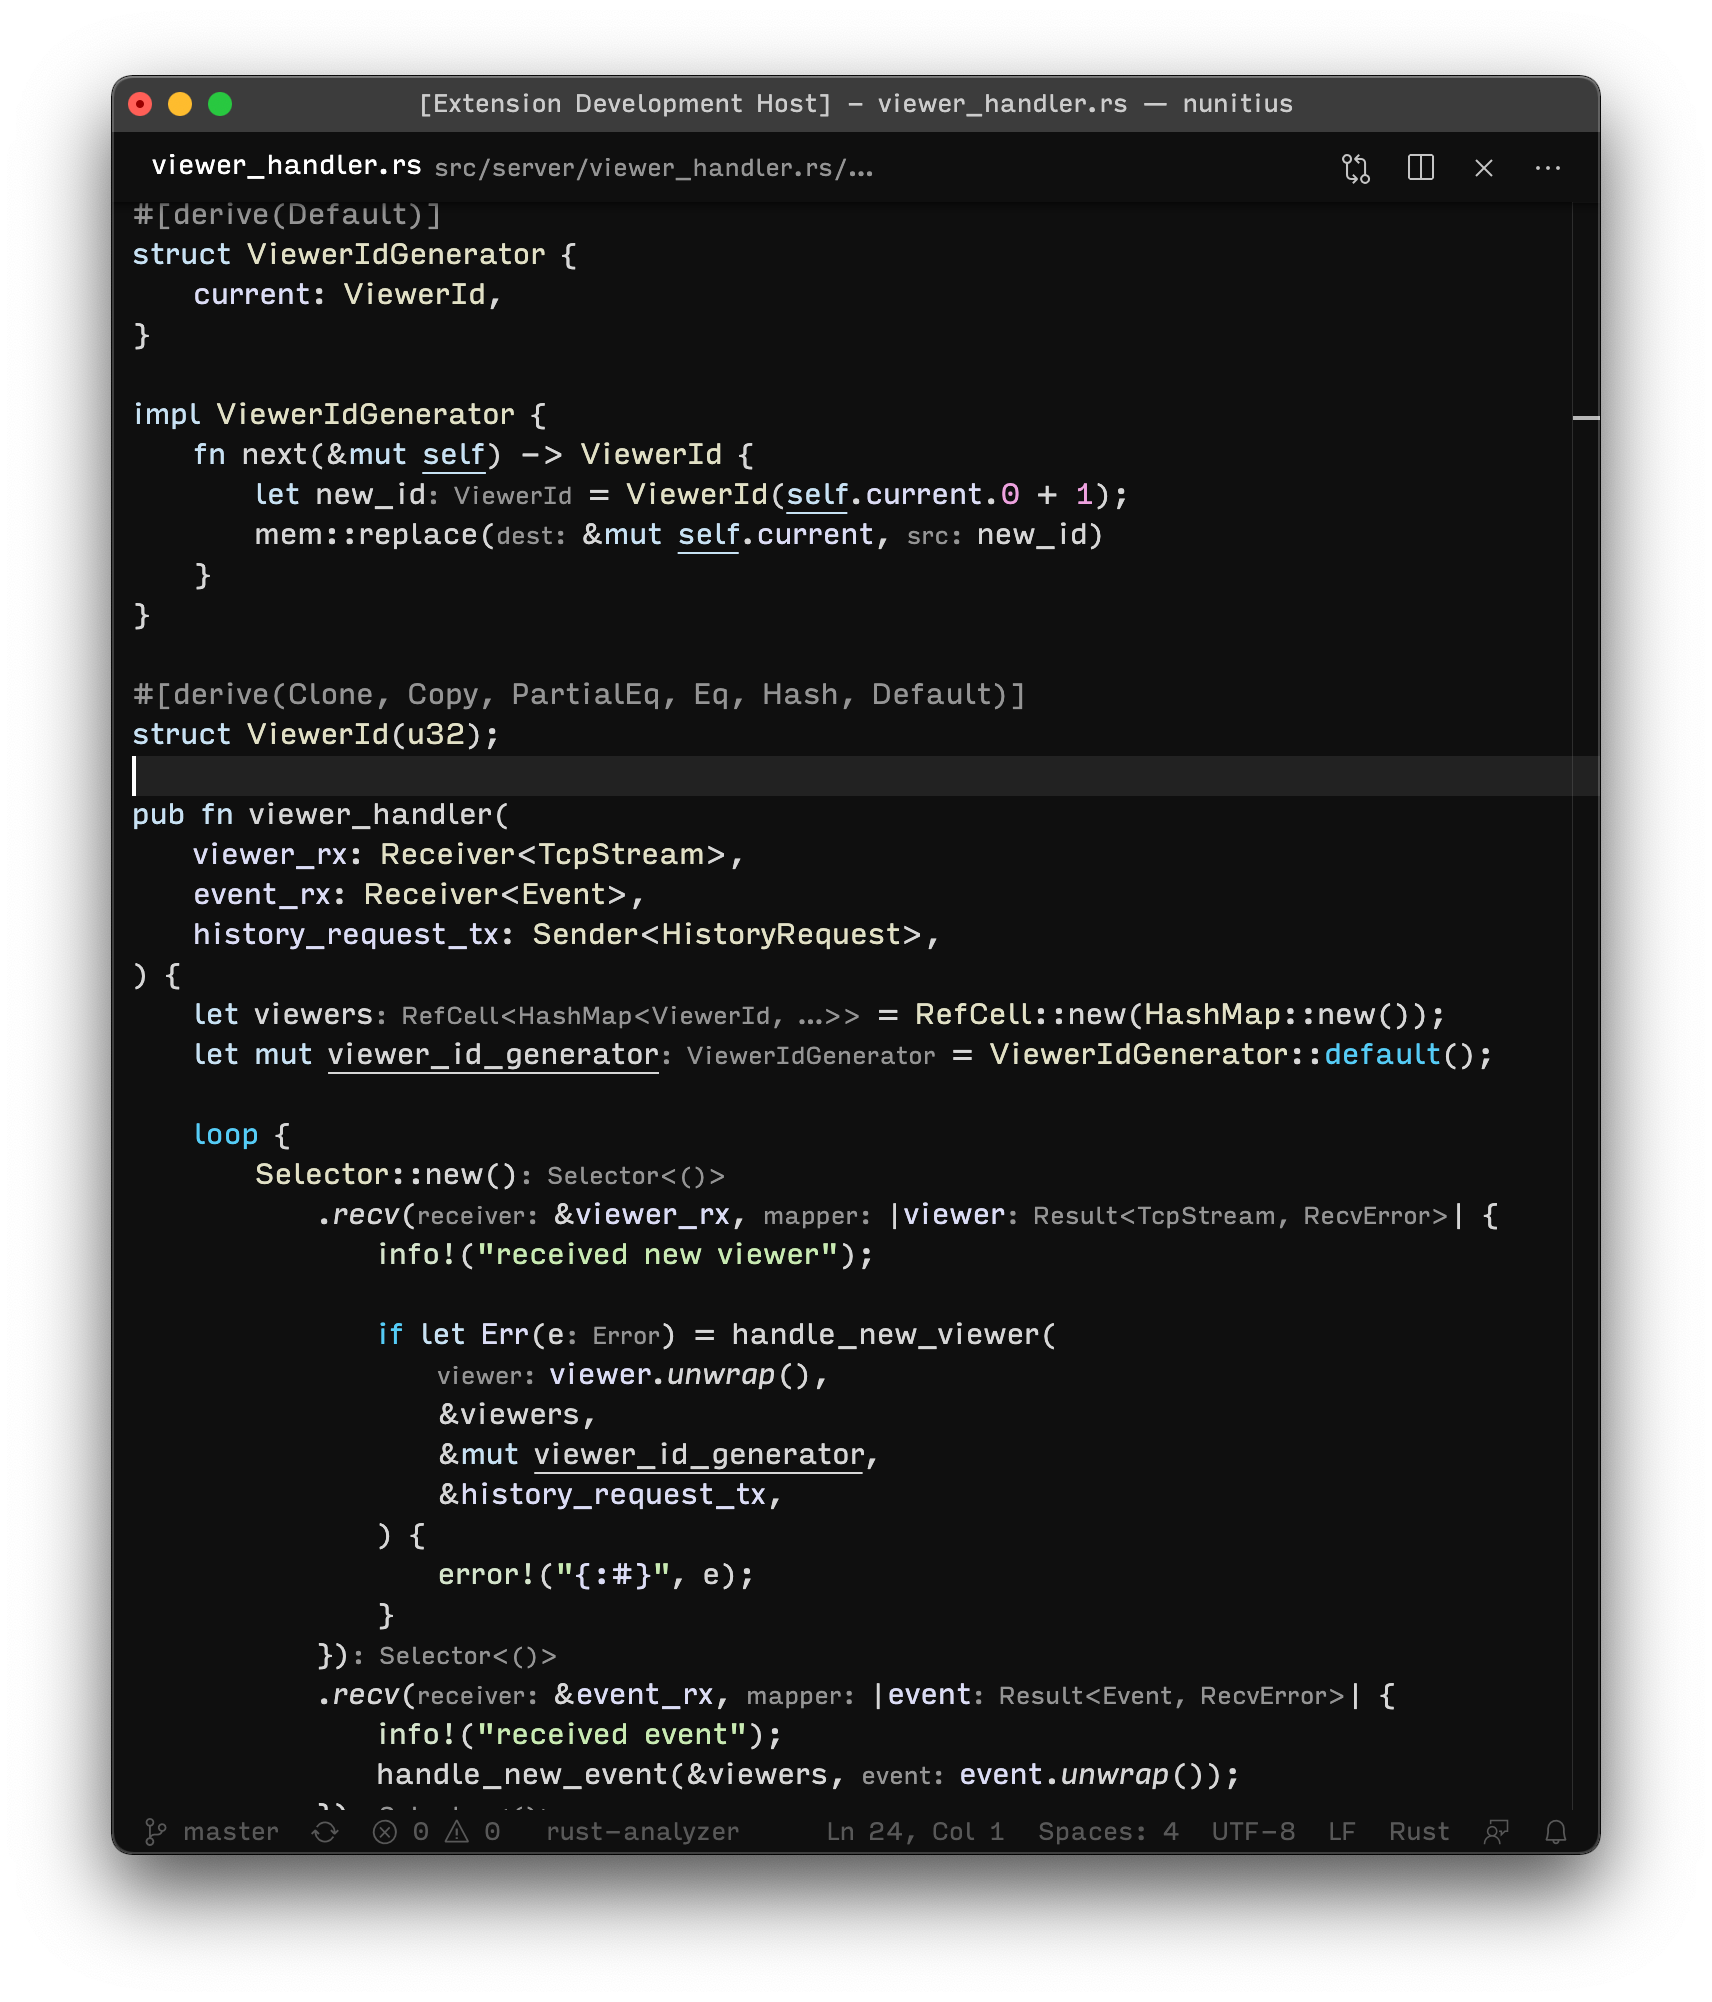 [Extension Development Host] – viewer_handler.rs — nunitius
viewer_handler.rs src/server/viewer_handler.rs/...
#[derive(Default)]
struct ViewerIdGenerator {
    current: ViewerId,
}

impl ViewerIdGenerator {
    fn next(&mut self) -> ViewerId {
        let new_id: ViewerId = ViewerId(self.current.0 + 1);
        mem::replace(dest: &mut self.current, src: new_id)
    }
}

#[derive(Clone, Copy, PartialEq, Eq, Hash, Default)]
struct ViewerId(u32);

pub fn viewer_handler(
    viewer_rx: Receiver<TcpStream>,
    event_rx: Receiver<Event>,
    history_request_tx: Sender<HistoryRequest>,
) {
    let viewers: RefCell<HashMap<ViewerId, ...>> = RefCell::new(HashMap::new());
    let mut viewer_id_generator: ViewerIdGenerator = ViewerIdGenerator::default();

    loop {
        Selector::new(): Selector<()>
            .recv(receiver: &viewer_rx, mapper: |viewer: Result<TcpStream, RecvError>| {
                info!("received new viewer");

                if let Err(e: Error) = handle_new_viewer(
                    viewer: viewer.unwrap(),
                    &viewers,
                    &mut viewer_id_generator,
                    &history_request_tx,
                ) {
                    error!("{:#}", e);
                }
            }): Selector<()>
            .recv(receiver: &event_rx, mapper: |event: Result<Event, RecvError>| {
                info!("received event");
                handle_new_event(&viewers, event: event.unwrap());
master 0 0 rust-analyzer Ln 24, Col 1 Spaces: 4 UTF-8 LF Rust